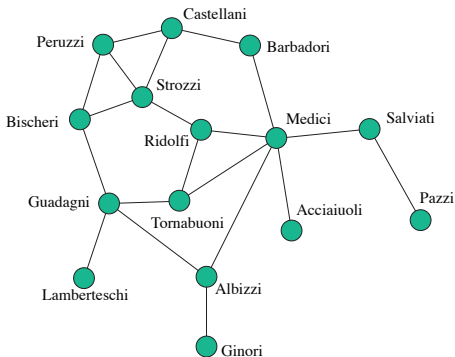 Castellani
Peruzzi
Barbadori
Strozzi
Bischeri
Ridolfi
Medici
Salviati
Guadagni
Tornabuoni
Acciaiuoli
Pazzi
Lamberteschi
Albizzi
Ginori